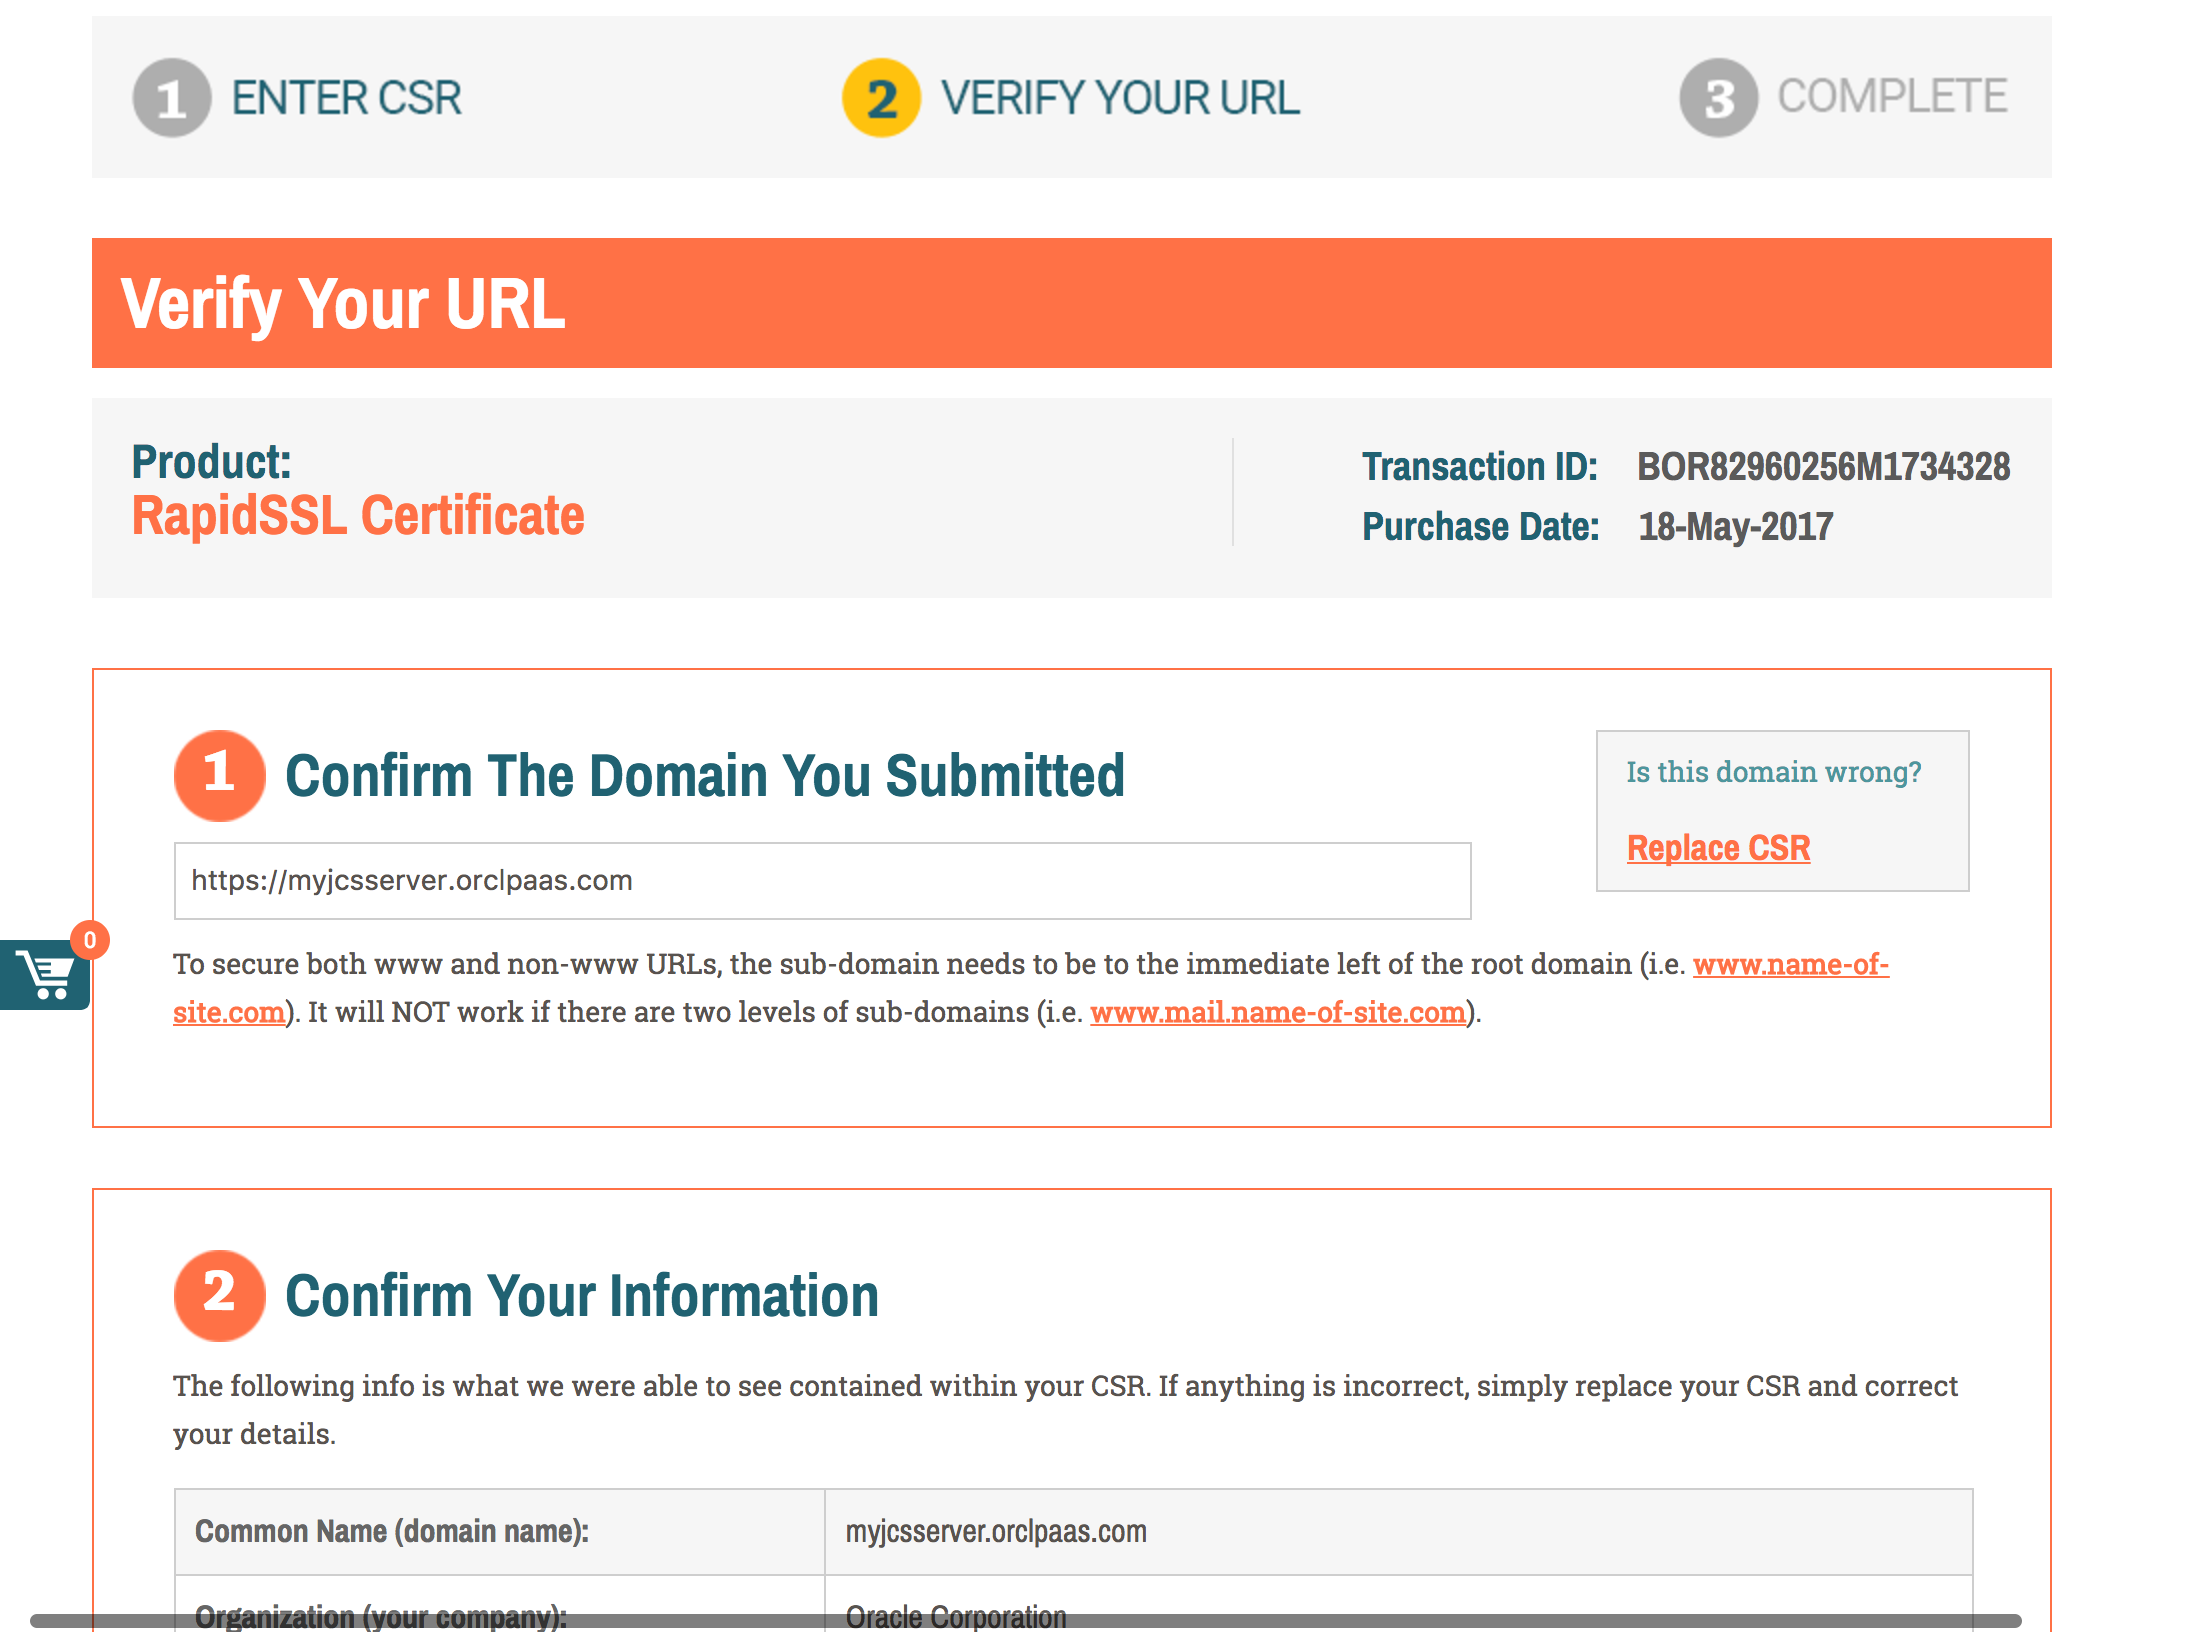 1 ENTER CSR 2 VERIFY YOUR URL 3 COMPLETE
Verify Your URL
Product:
RapidSSL Certificate
Transaction ID: BOR82960256M1734328
Purchase Date: 18-May-2017
1 Confirm The Domain You Submitted
https://myjcsserver.orclpaas.com
Is this domain wrong?
Replace CSR
0
To secure both www and non-www URLs, the sub-domain needs to be to the immediate left of the root domain (i.e. www.name-of-
site.com). It will NOT work if there are two levels of sub-domains (i.e. www.mail.name-of-site.com).
2 Confirm Your Information
The following info is what we were able to see contained within your CSR. If anything is incorrect, simply replace your CSR and correct
your details.
Common Name (domain name): myjcsserver.orclpaas.com
Organization (your company): Oracle Corporation